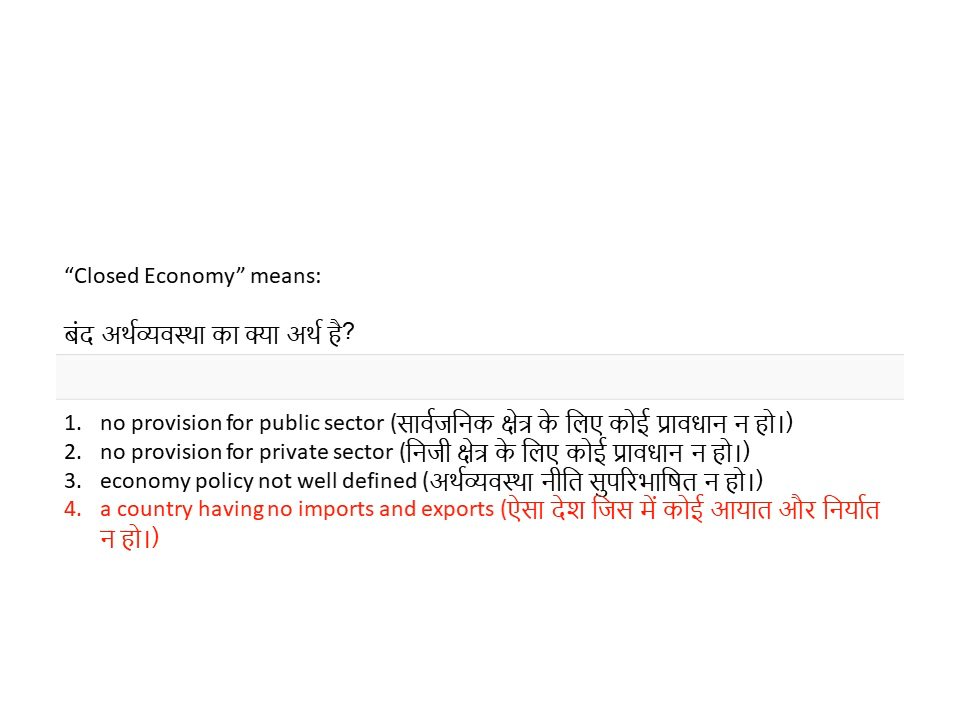 “Closed Economy” means:
बंद अर्थव्यवस्था का क्या अर्थ है?
1. no provision for public sector (सार्वजनिक क्षेत्र के लिए कोई प्रावधान न हो।)
2. no provision for private sector (निजी क्षेत्र के लिए कोई प्रावधान न हो।)
3. economy policy not well defined (अर्थव्यवस्था नीति सुपरिभाषित न हो।)
4. a country having no imports and exports (ऐसा देश जिस में कोई आयात और निर्यात
न हो।)